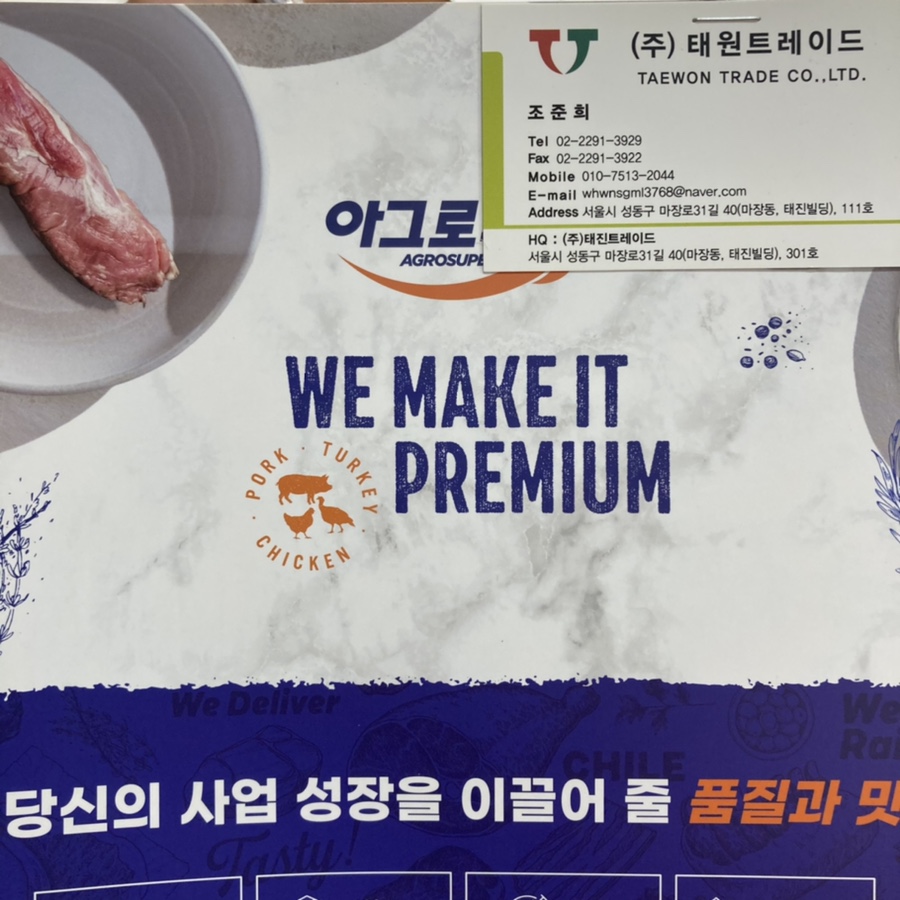 (주) 태원트레이드
TAEWON TRADE CO.,LTD.
조준희
Tel 02-2291-3929
Fax 02-2291-3922
Mobile 010-7513-2044
E-mail whwnsgml3768@naver.com
Address 서울시 성동구 마장로31길 40(마장동, 태진빌딩), 111호
HQ : (주)태진트레이드
서울시 성동구 마장로31길 40(마장동, 태진빌딩), 301호
아그로
AGROSUPE
WE MAKE IT
PREMIUM
PORK · TURKEY · CHICKEN ·
We Deliver
CHILE
We
Ra
당신의 사업 성장을 이끌어 줄 품질과 맛
Tasty!